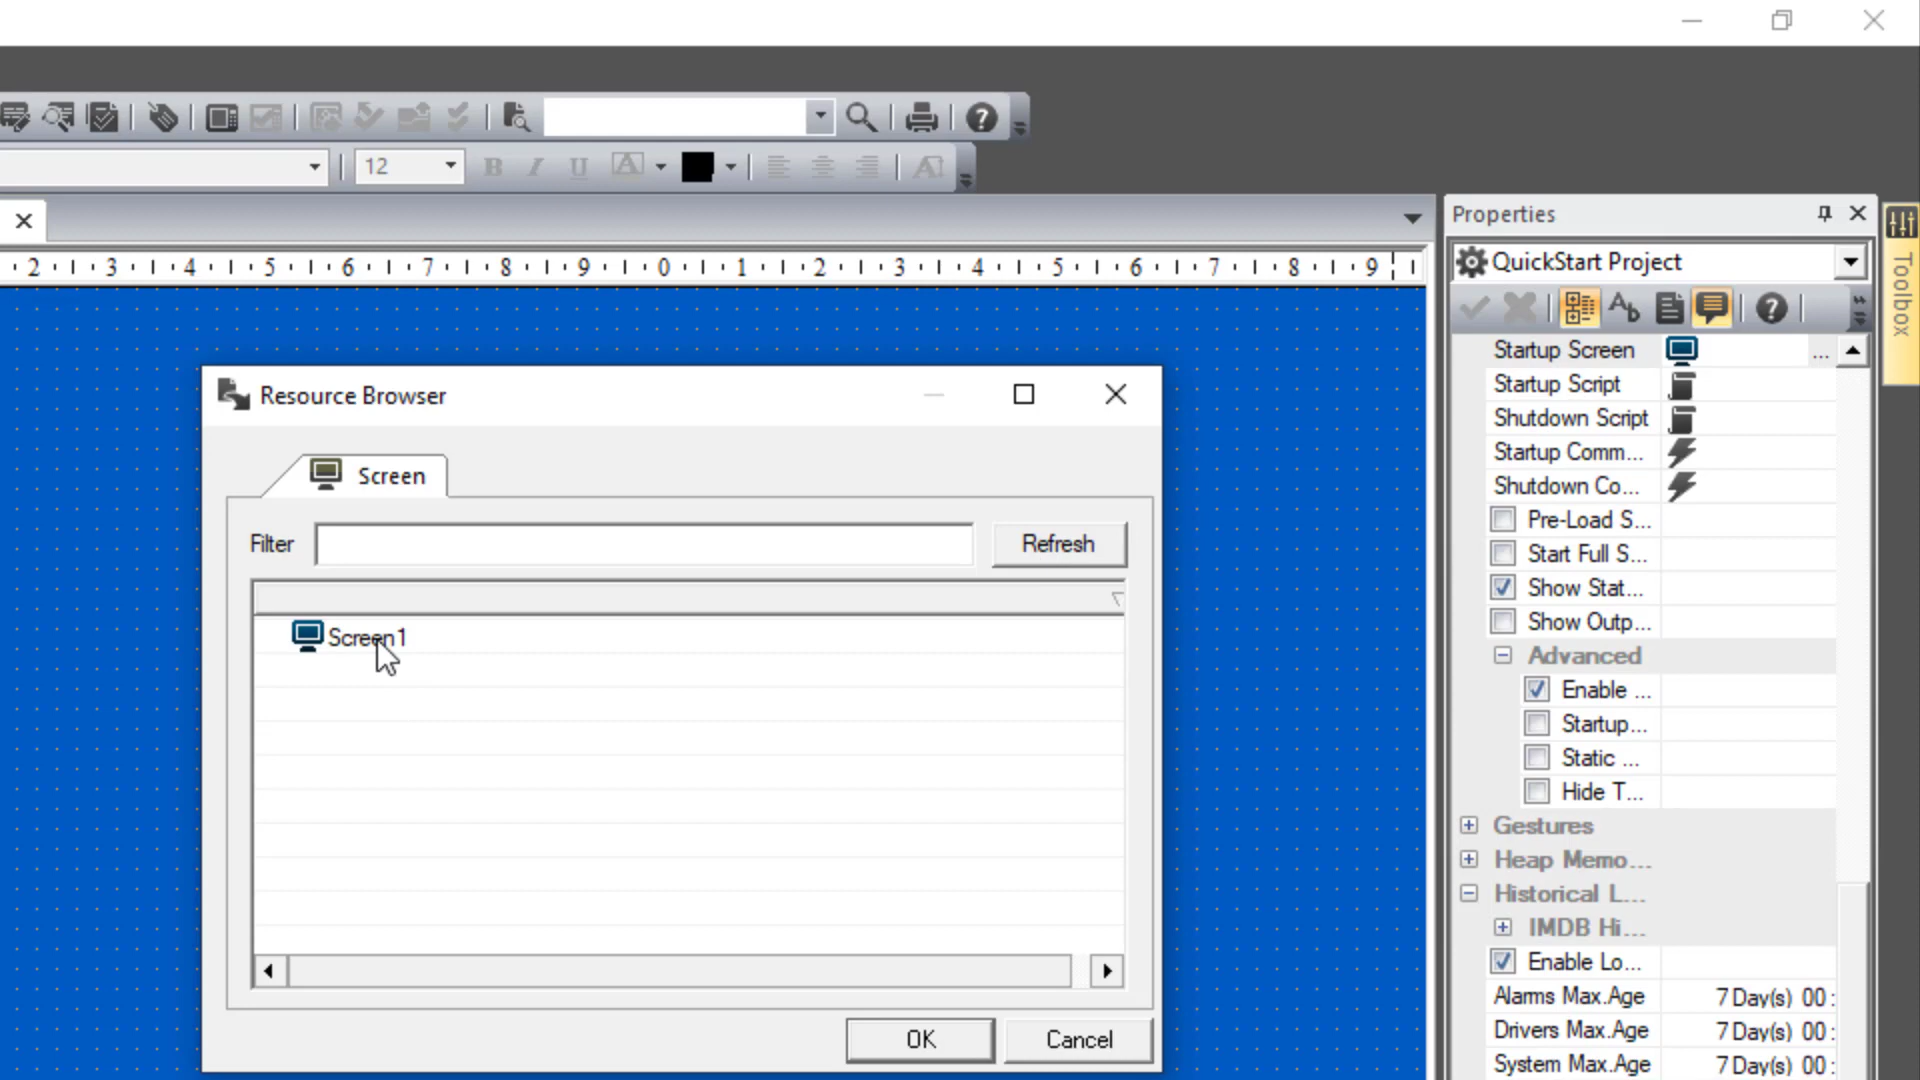 12
2 3 4 5 6 7 8 9 0 1 2 3 4 5 6 7 8 9
Resource Browser
Screen
Filter
Refresh
Screen1
OK
Cancel
Properties
QuickStart Project
Startup Screen ...
Startup Script
Shutdown Script
Startup Comm...
Shutdown Co...
Pre-Load S...
Start Full S...
Show Stat...
Show Outp...
Advanced
Enable ...
Startup...
Static ...
Hide T...
Gestures
Heap Memo...
Historical L...
IMDB Hi...
Enable Lo...
Alarms Max.Age 7 Day(s) 00 :
Drivers Max.Age 7 Day(s) 00 :
System Max.Age 7 Day(s) 00 :
Toolbox